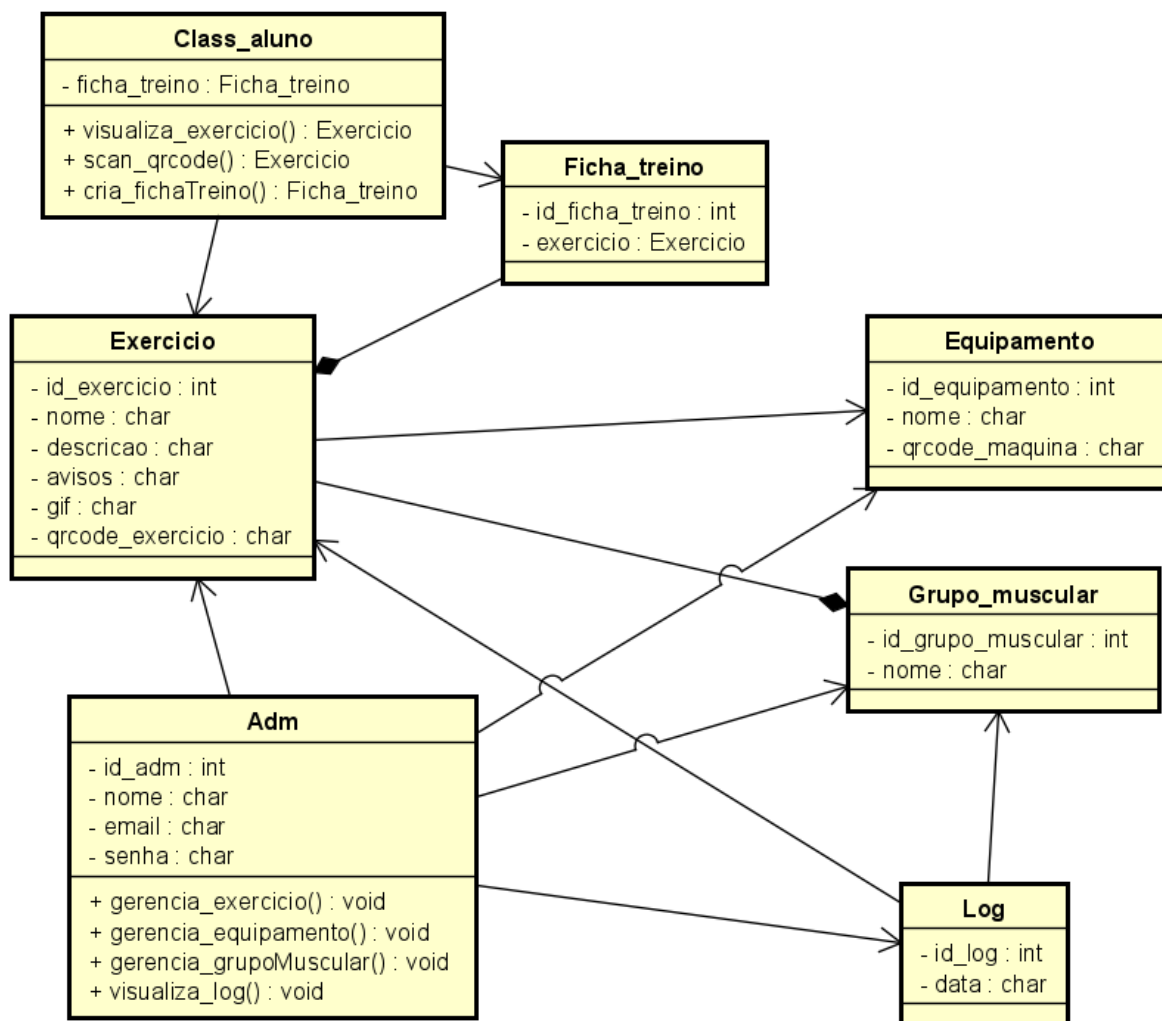 Class_aluno
- ficha_treino : Ficha_treino
+ visualiza_exercicio() : Exercicio
+ scan_qrcode() : Exercicio
+ cria_fichaTreino() : Ficha_treino
Ficha_treino
- id_ficha_treino : int
- exercicio : Exercicio
Exercicio
- id_exercicio : int
- nome : char
- descricao : char
- avisos : char
- gif : char
- qrcode_exercicio : char
Equipamento
- id_equipamento : int
- nome : char
- qrcode_maquina : char
Grupo_muscular
- id_grupo_muscular : int
- nome : char
Adm
- id_adm : int
- nome : char
- email : char
- senha : char
+ gerencia_exercicio() : void
+ gerencia_equipamento() : void
+ gerencia_grupoMuscular() : void
+ visualiza_log() : void
Log
- id_log : int
- data : char